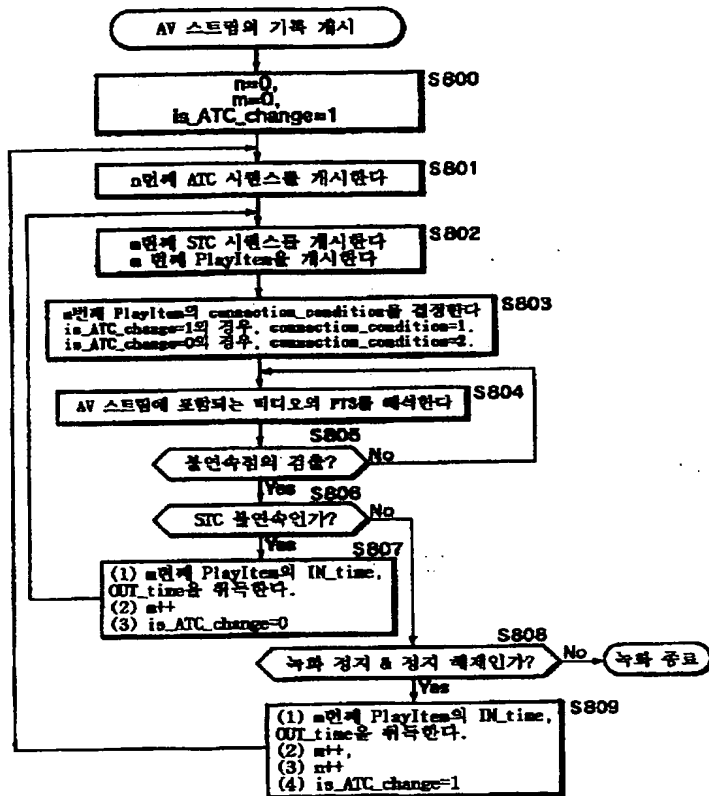 AV 스트림의 기록 개시
n=0,
m=0,
is_ATC_change=1
S800
n번째 ATC 시퀀스를 개시한다
S801
m번째 STC 시퀀스를 개시한다
m 번째 PlayItem을 개시한다
S802
m번째 PlayItem의 connection_condition을 결정한다
is_ATC_change=1의 경우, connection_condition=1.
is_ATC_change=0의 경우, connection_condition=2.
S803
AV 스트림에 포함되는 비디오의 PTS를 해석한다
S804
S805
불연속점의 검출?
No
Yes
S806
STC 불연속인가?
No
Yes
S807
(1) m번째 PlayItem의 IN_time,
OUT_time을 취득한다.
(2) m++
(3) is_ATC_change=0
S808
녹화 정지 & 정지 해제인가?
No
녹화 종료
Yes
S809
(1) m번째 PlayItem의 IN_time,
OUT_time을 취득한다.
(2) m++,
(3) n++
(4) is_ATC_change=1